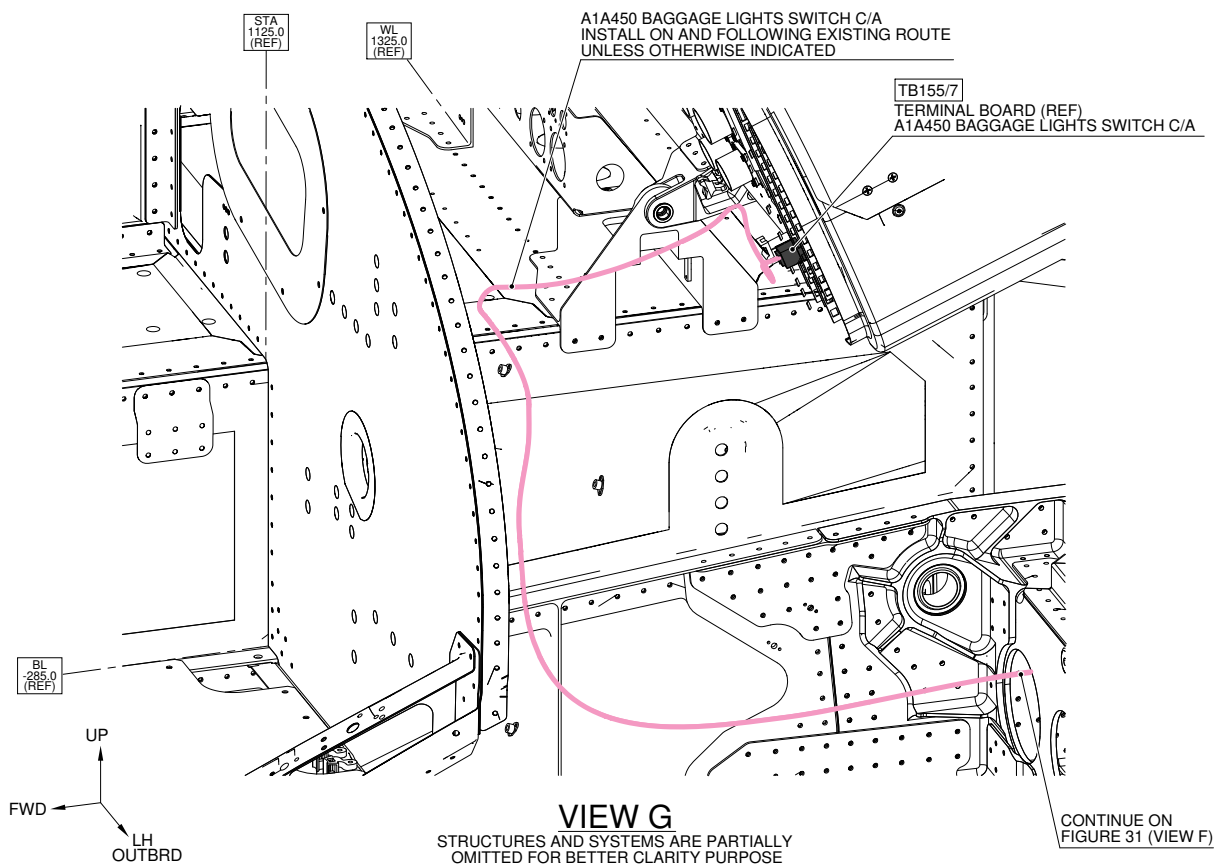 STA
1125.0
(REF)
WL
1325.0
(REF)
A1A450 BAGGAGE LIGHTS SWITCH C/A
INSTALL ON AND FOLLOWING EXISTING ROUTE
UNLESS OTHERWISE INDICATED
TB155/7
TERMINAL BOARD (REF)
A1A450 BAGGAGE LIGHTS SWITCH C/A
BL
-285.0
(REF)
UP
FWD
LH
OUTBRD
VIEW G
STRUCTURES AND SYSTEMS ARE PARTIALLY
OMITTED FOR BETTER CLARITY PURPOSE
CONTINUE ON
FIGURE 31 (VIEW F)